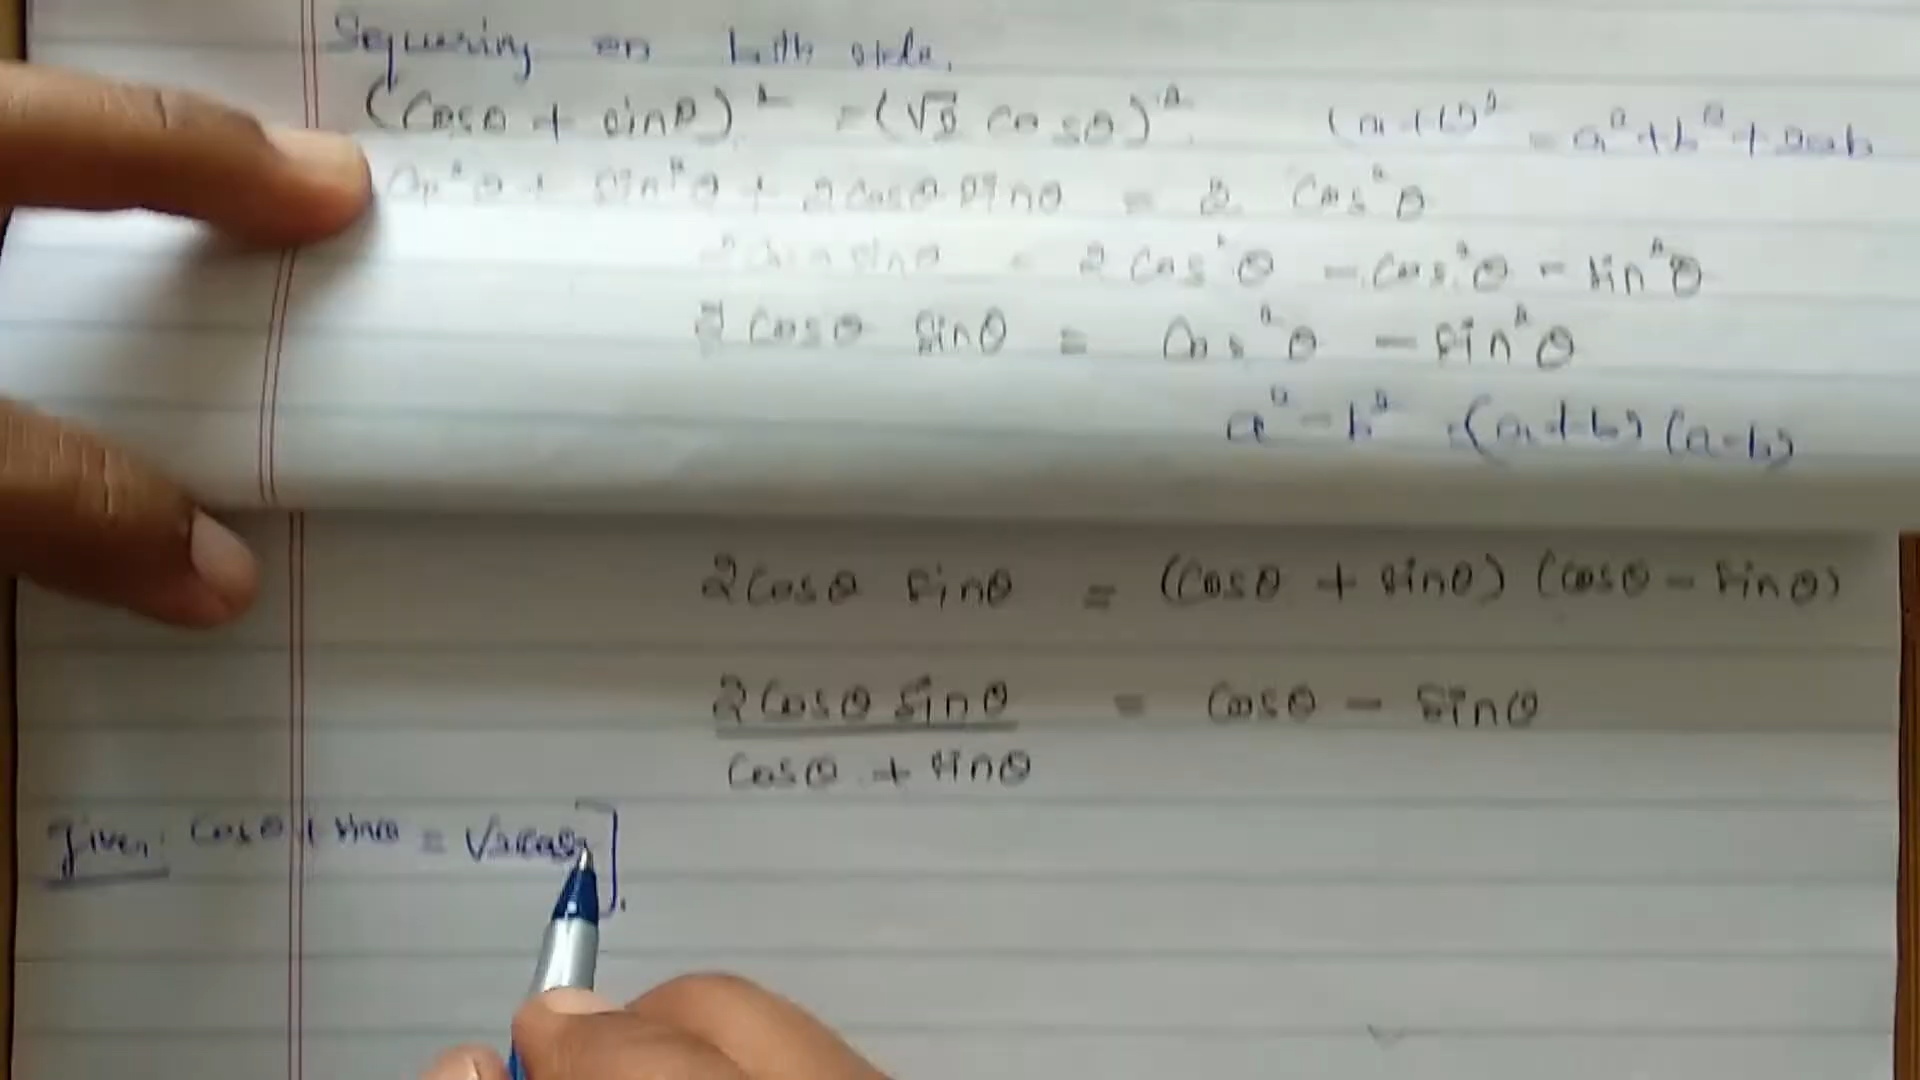 Squaring on both side.
(cosθ + sinθ)² = (√2 cosθ)² (a+b)² = a²+b²+2ab
cos²θ + sin²θ + 2cosθ sinθ = 2 cos²θ
2cosθ sinθ = 2cos²θ - cos²θ - sin²θ
2cosθ sinθ = cos²θ - sin²θ
a²-b² = (a+b) (a-b)
2cosθ sinθ = (cosθ + sinθ) (cosθ - sinθ)
2cosθ sinθ = cosθ - sinθ
cosθ + sinθ
Given: cosθ + sinθ = √2cosθ].